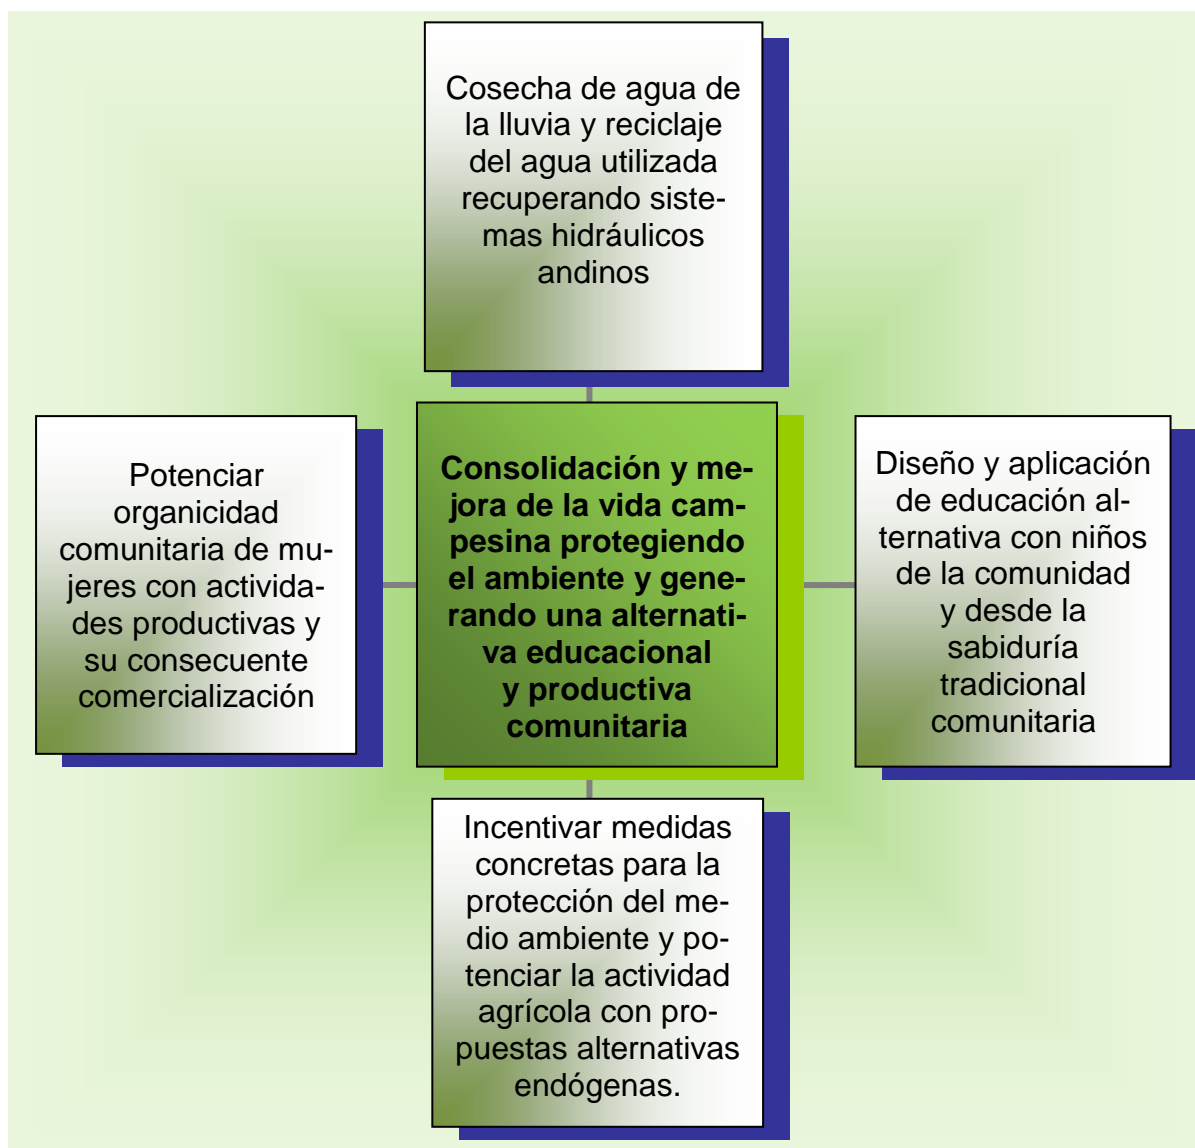 Cosecha de agua de
la lluvia y reciclaje
del agua utilizada
recuperando siste-
mas hidráulicos
andinos
Potenciar
organicidad
comunitaria de mu-
jeres con activida-
des productivas y
su consecuente
comercialización
Consolidación y me-
jora de la vida cam-
pesina protegiendo
el ambiente y gene-
rando una alternati-
va educacional
y productiva
comunitaria
Diseño y aplicación
de educación al-
ternativa con niños
de la comunidad
y desde la
sabiduría
tradicional
comunitaria
Incentivar medidas
concretas para la
protección del me-
dio ambiente y po-
tenciar la actividad
agrícola con pro-
puestas alternativas
endógenas.